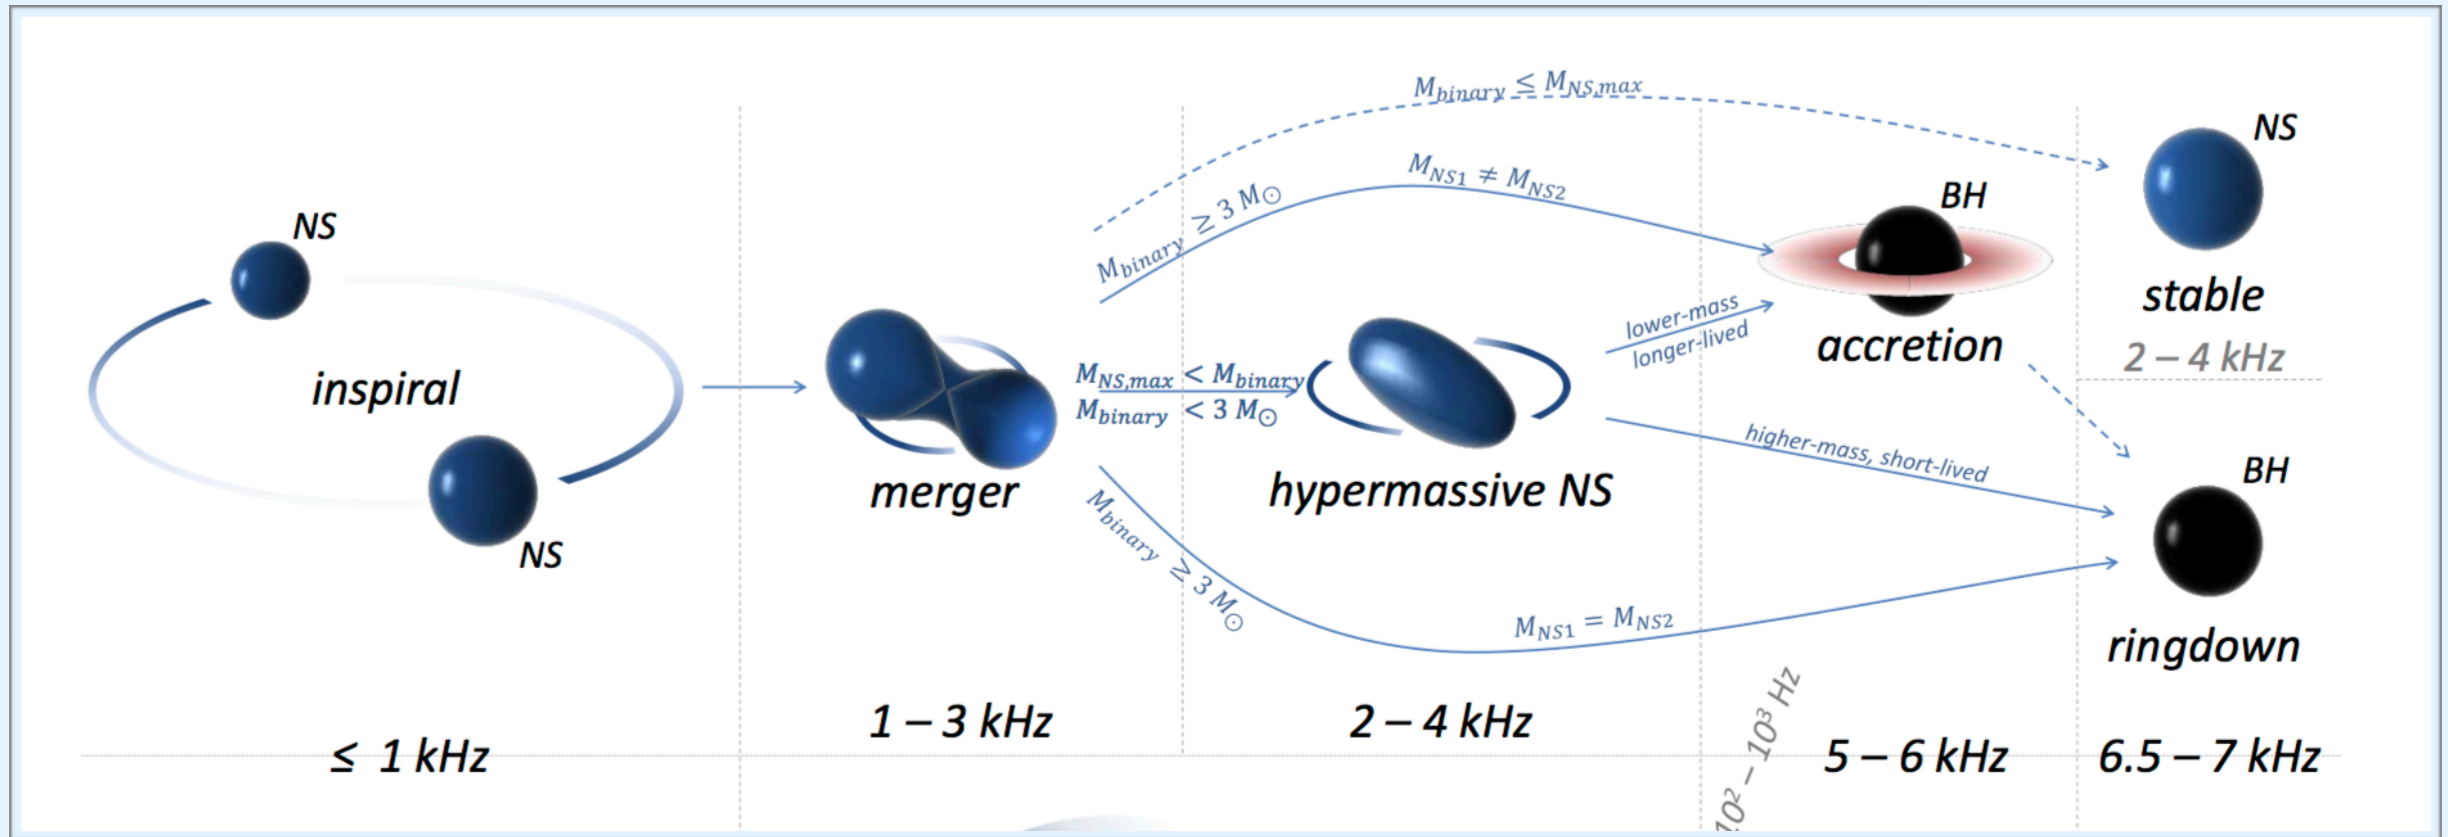 NS
inspiral
NS
≤ 1 kHz
merger
1 – 3 kHz
M_binary ≤ M_NS,max
M_binary ≥ 3 M_⊙
M_NS1 ≠ M_NS2
M_NS,max < M_binary
M_binary < 3 M_⊙
M_binary ≥ 3 M_⊙
M_NS1 = M_NS2
hypermassive NS
2 – 4 kHz
lower-mass
longer-lived
higher-mass, short-lived
BH
accretion
10² – 10³ Hz
5 – 6 kHz
NS
stable
2 – 4 kHz
BH
ringdown
6.5 – 7 kHz